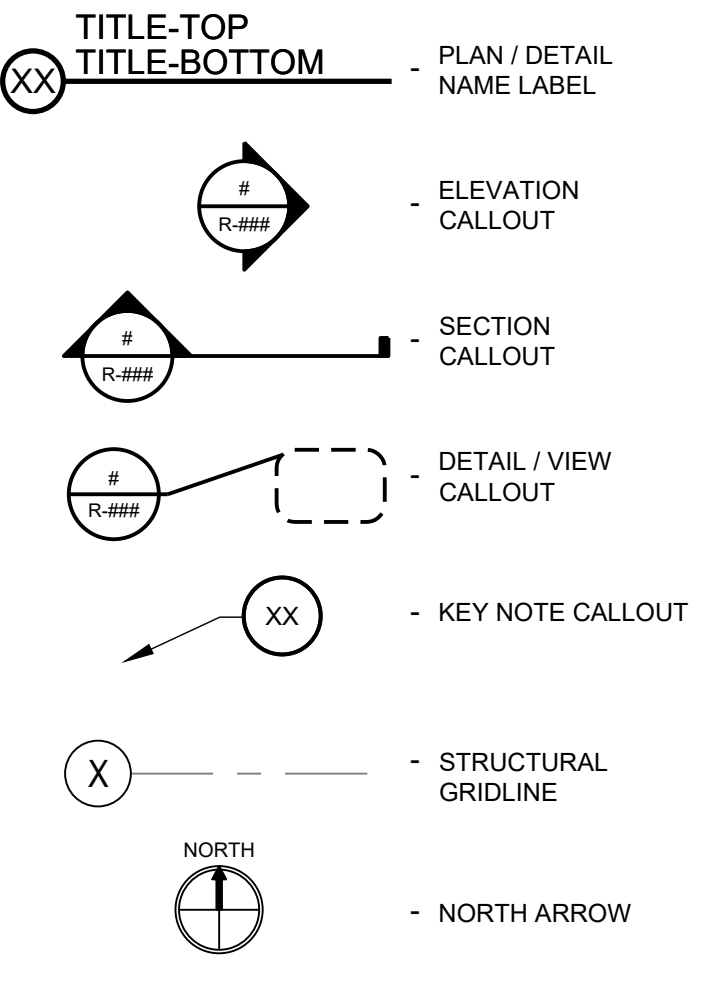 TITLE-TOP
TITLE-BOTTOM
XX
- PLAN / DETAIL
NAME LABEL
#
R-###
- ELEVATION
CALLOUT
#
R-###
- SECTION
CALLOUT
#
R-###
- DETAIL / VIEW
CALLOUT
XX
- KEY NOTE CALLOUT
X
- STRUCTURAL
GRIDLINE
NORTH
- NORTH ARROW